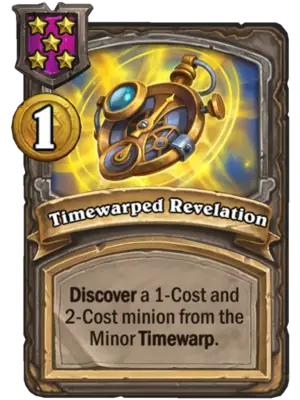 1
Timewarped Revelation
Discover a 1-Cost and
2-Cost minion from the
Minor Timewarp.